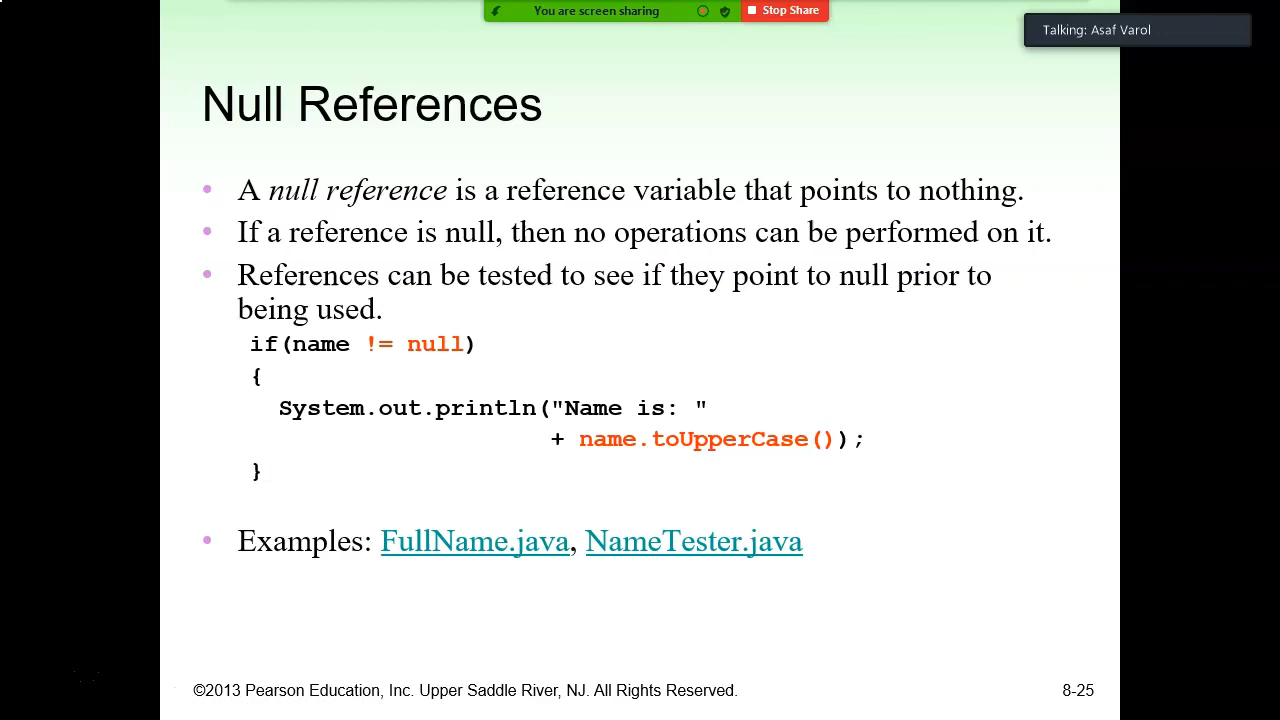 You are screen sharing
Stop Share
Talking: Asaf Varol
Null References
• A null reference is a reference variable that points to nothing.
• If a reference is null, then no operations can be performed on it.
• References can be tested to see if they point to null prior to
being used.
if(name != null)
{
System.out.println("Name is: "
+ name.toUpperCase());
}
• Examples: FullName.java, NameTester.java
©2013 Pearson Education, Inc. Upper Saddle River, NJ. All Rights Reserved.
8-25